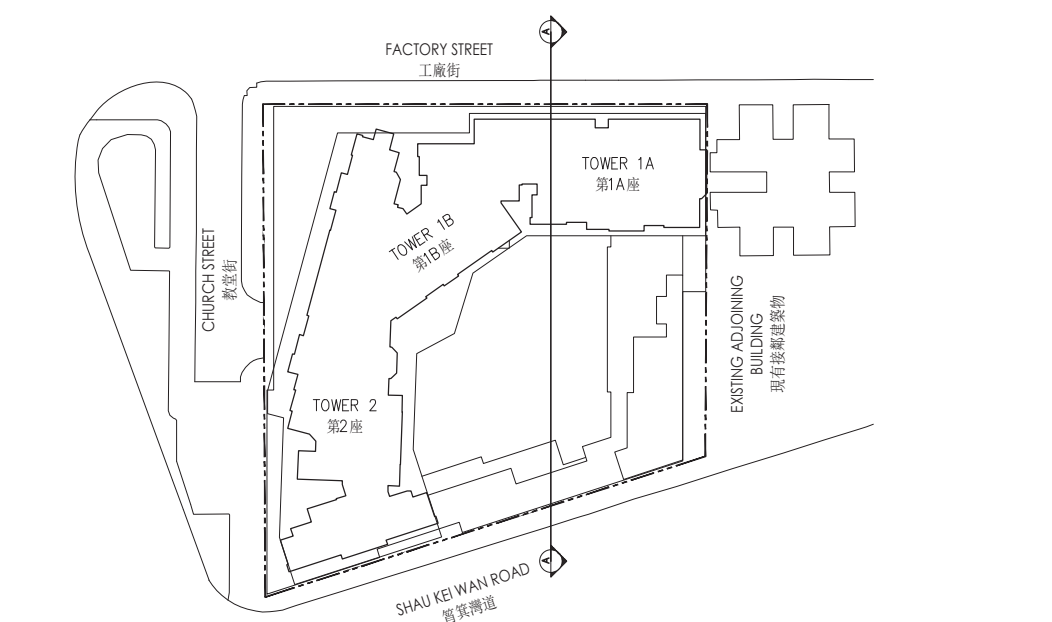 A
FACTORY STREET
工廠街
TOWER 1A
第1A座
TOWER 1B
第1B座
CHURCH STREET
教堂街
EXISTING ADJOINING
BUILDING
現有接鄰建築物
TOWER 2
第2座
A
SHAU KEI WAN ROAD
筲箕灣道